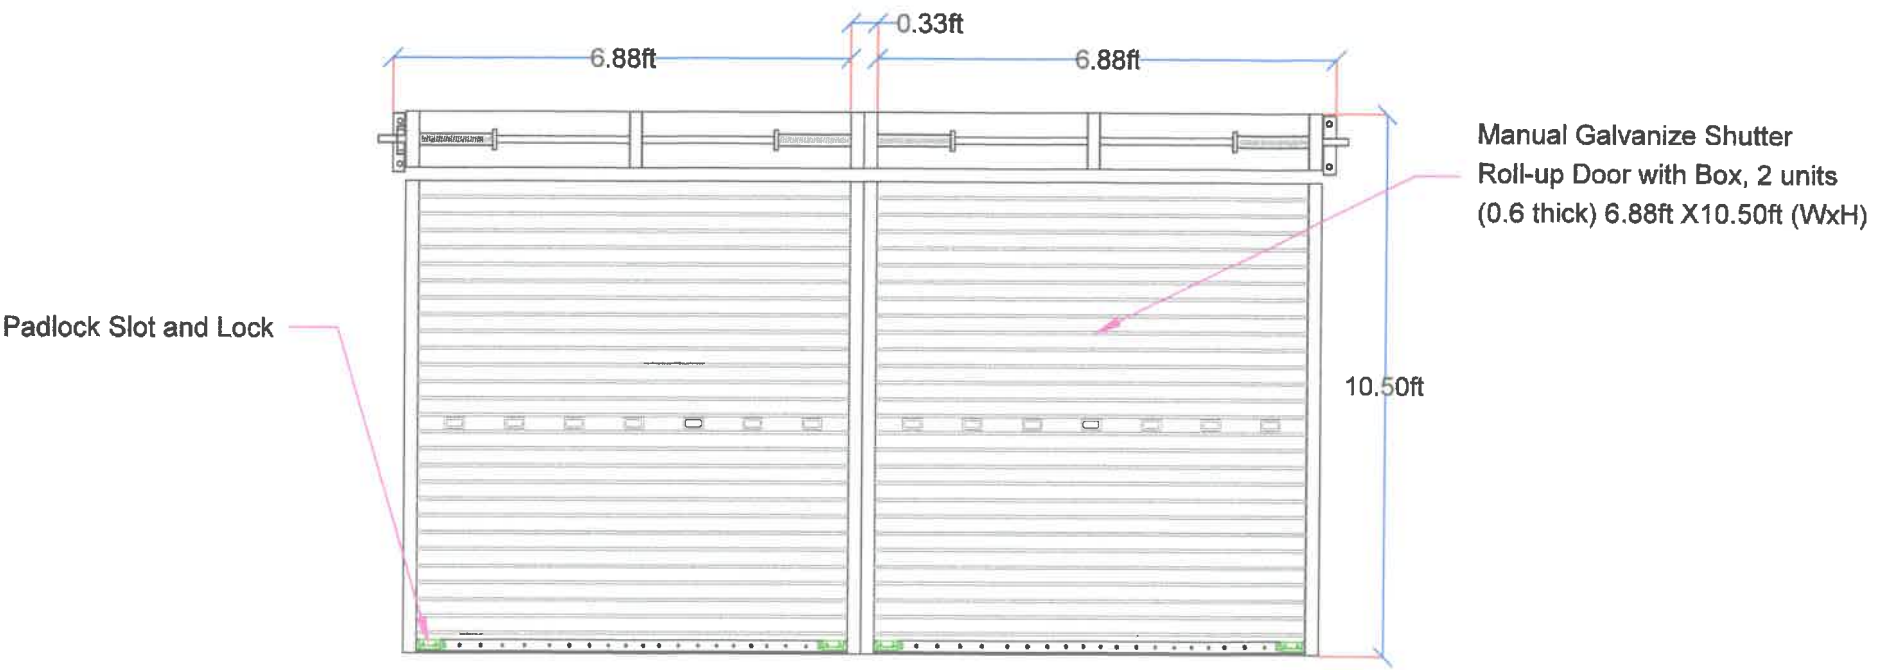 0.33ft
6.88ft
6.88ft
Manual Galvanize Shutter
Roll-up Door with Box, 2 units
(0.6 thick) 6.88ft X10.50ft (WxH)
Padlock Slot and Lock
10.50ft